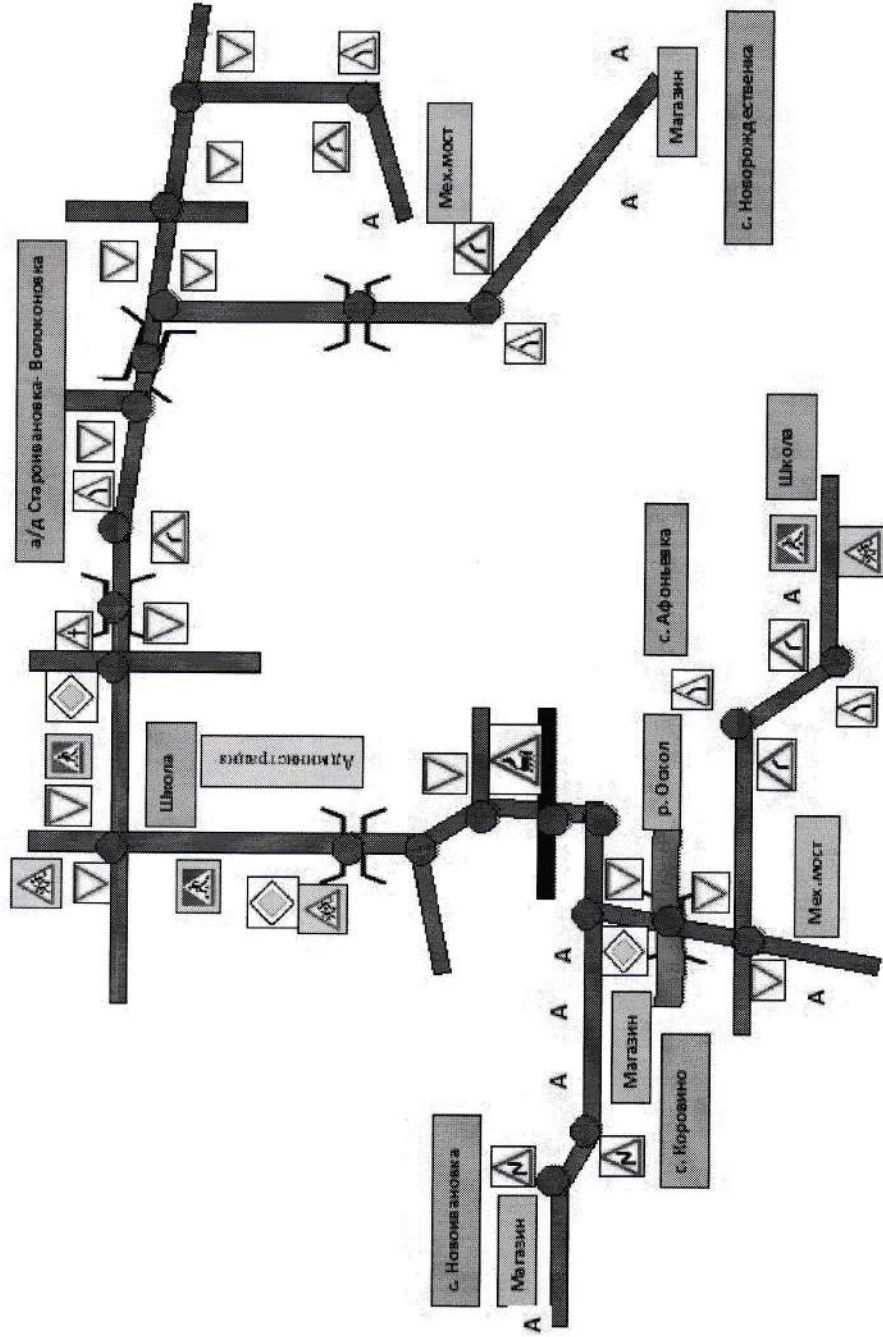 а/д Староивановка- Волоконовка
Школа
Администрация
А
Мех.мост
с. Новоивановка
Магазин
А
А А А
А
А
Магазин
р. Оскол
с. Афоньевка
Магазин
с. Коровино
с. Новорождественка
Школа
А
А
Мех.мост